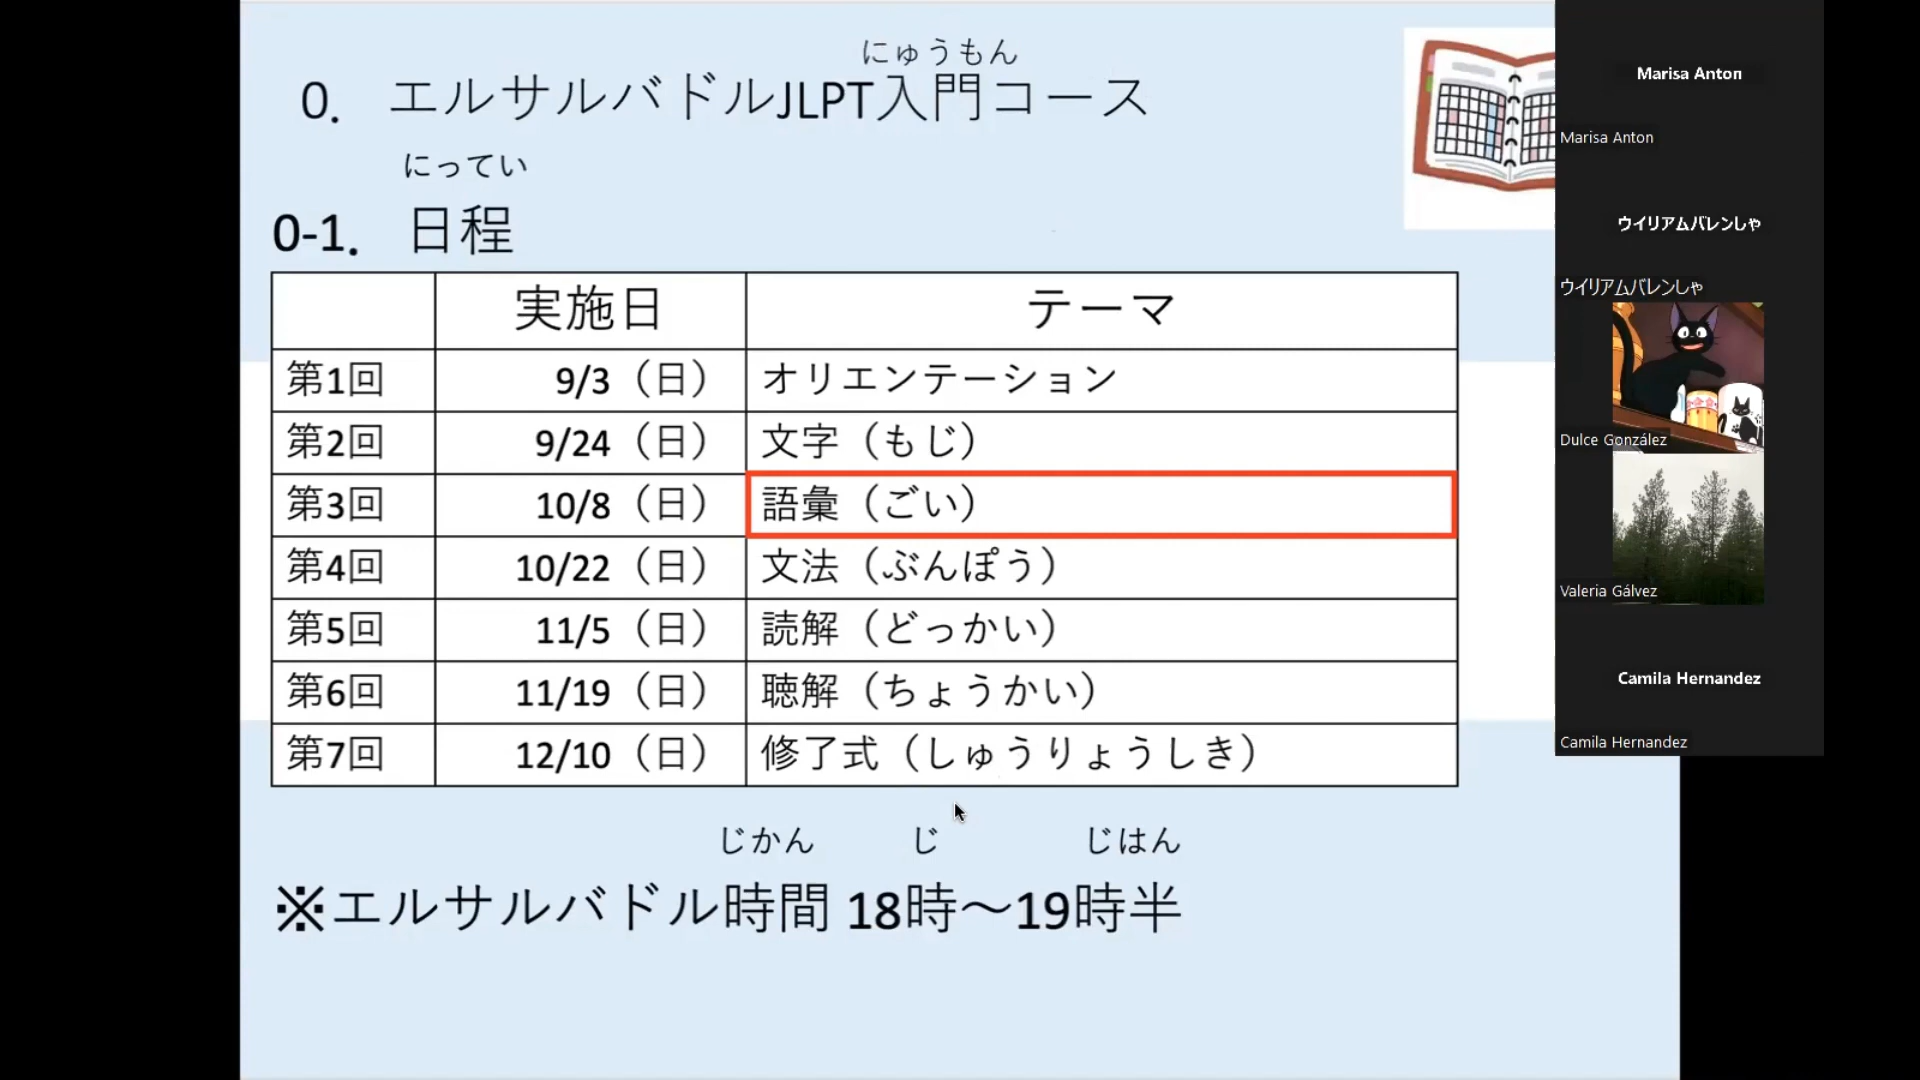 にゅうもん
0. エルサルバドルJLPT入門コース
にってい
0-1. 日程
実施日 テーマ
第1回 9/3（日） オリエンテーション
第2回 9/24（日） 文字（もじ）
第3回 10/8（日） 語彙（ごい）
第4回 10/22（日） 文法（ぶんぽう）
第5回 11/5（日） 読解（どっかい）
第6回 11/19（日） 聴解（ちょうかい）
第7回 12/10（日） 修了式（しゅうりょうしき）
じかん じ じはん
※エルサルバドル時間 18時～19時半
Marisa Anton
Marisa Anton
ウイリアムバレンしゃ
ウイリアムバレンしゃ
Dulce González
Valeria Gálvez
Camila Hernandez
Camila Hernandez